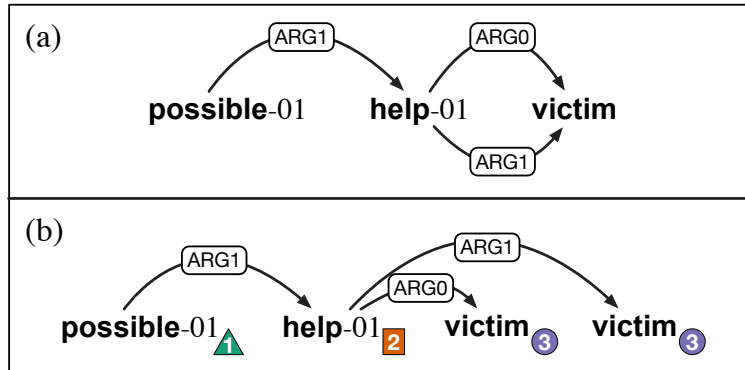 (a)
ARG1 ARG0
possible-01 help-01 victim
ARG1
(b)
ARG1 ARG1
ARG0
possible-01 1 help-01 2 victim 3 victim 3